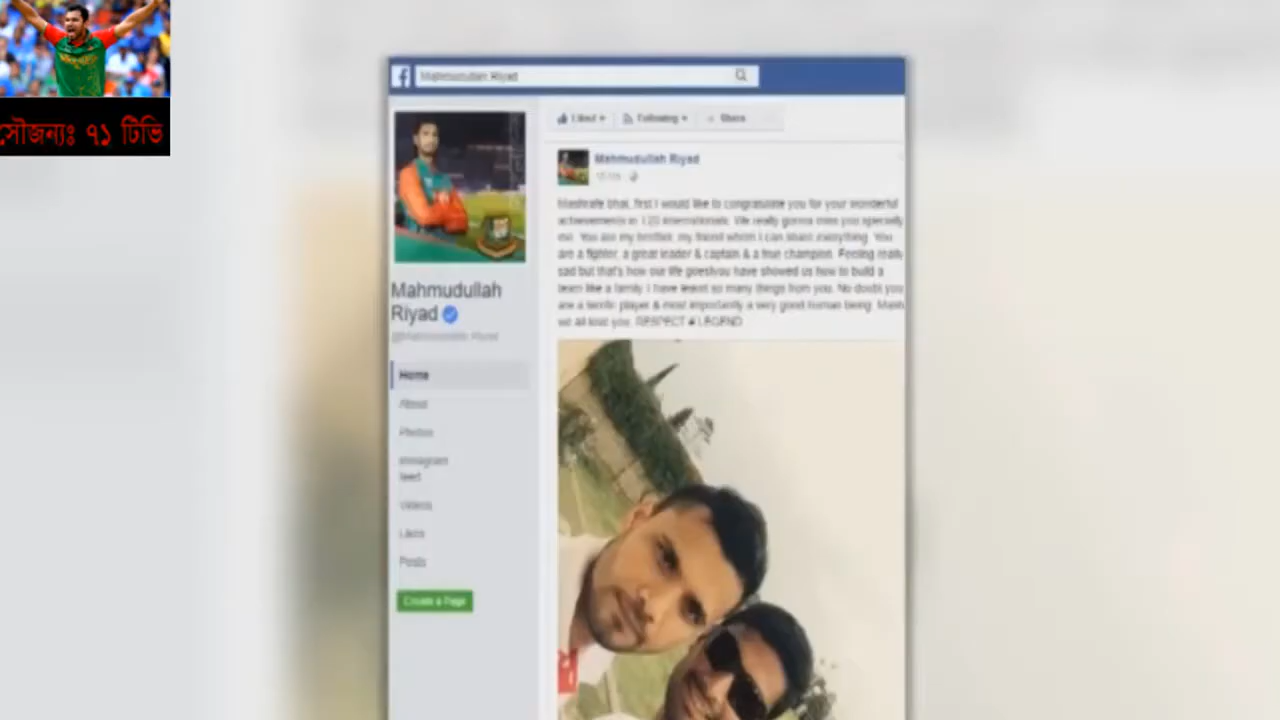 Mahmudullah Riyad
সৌজন্যঃ ৭১ টিভি
Liked
Following
Share
Mahmudullah Riyad
Mashrafe bhai, first I would like to congratulate you for your wonderful
achievements in T20 internationals. We really gonna miss you specially
me. You are my brother, my friend whom I can share everything. You
are a fighter, a great leader & captain & a true champion. Feeling really
sad but that's how our life goes!you have showed us how to build a
team like a family. I have learnt so many things from you. No doubt you
are a terrific player & most importantly a very good human being.
we all love you. RESPECT # LEGEND
Mahmudullah
Riyad
Home
About
Photos
Instagram
feed
Videos
Likes
Posts
Create a Page